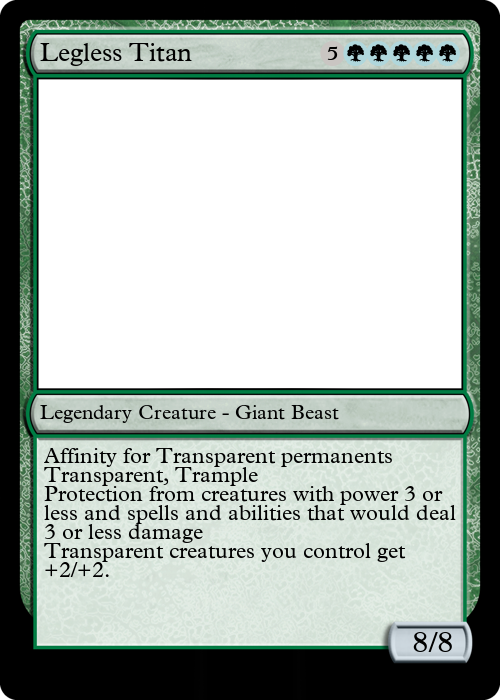 Legless Titan 5
Legendary Creature - Giant Beast
Affinity for Transparent permanents
Transparent, Trample
Protection from creatures with power 3 or
less and spells and abilities that would deal
3 or less damage
Transparent creatures you control get
+2/+2.
8/8